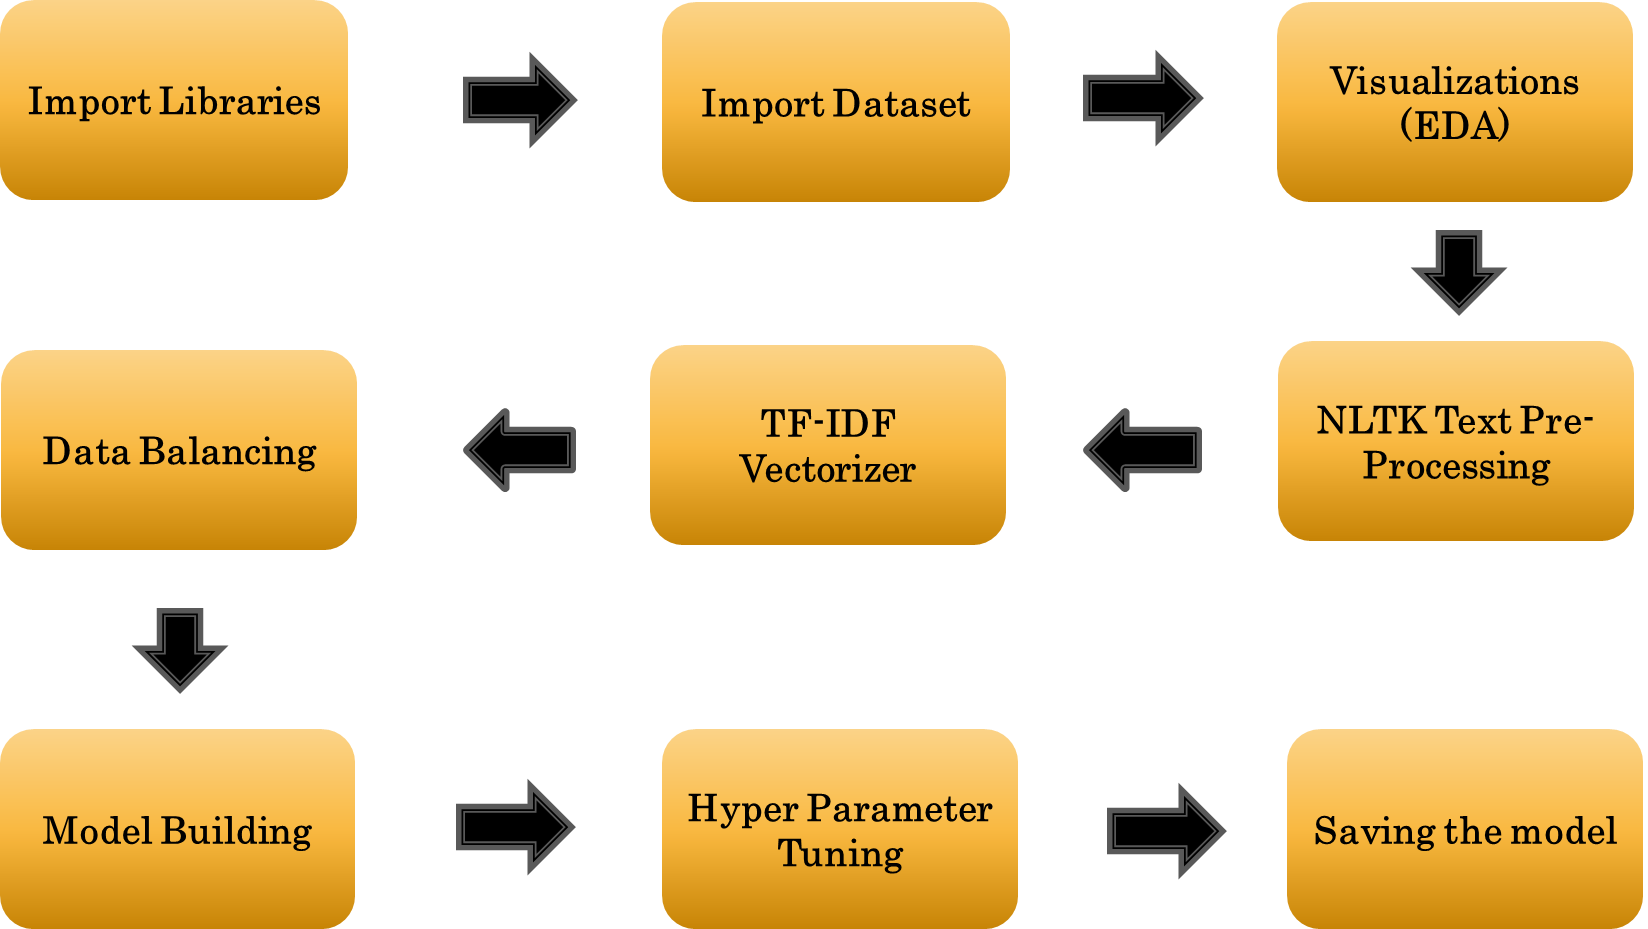 Import Libraries
Import Dataset
Visualizations
(EDA)
NLTK Text Pre-
Processing
TF-IDF
Vectorizer
Data Balancing
Model Building
Hyper Parameter
Tuning
Saving the model